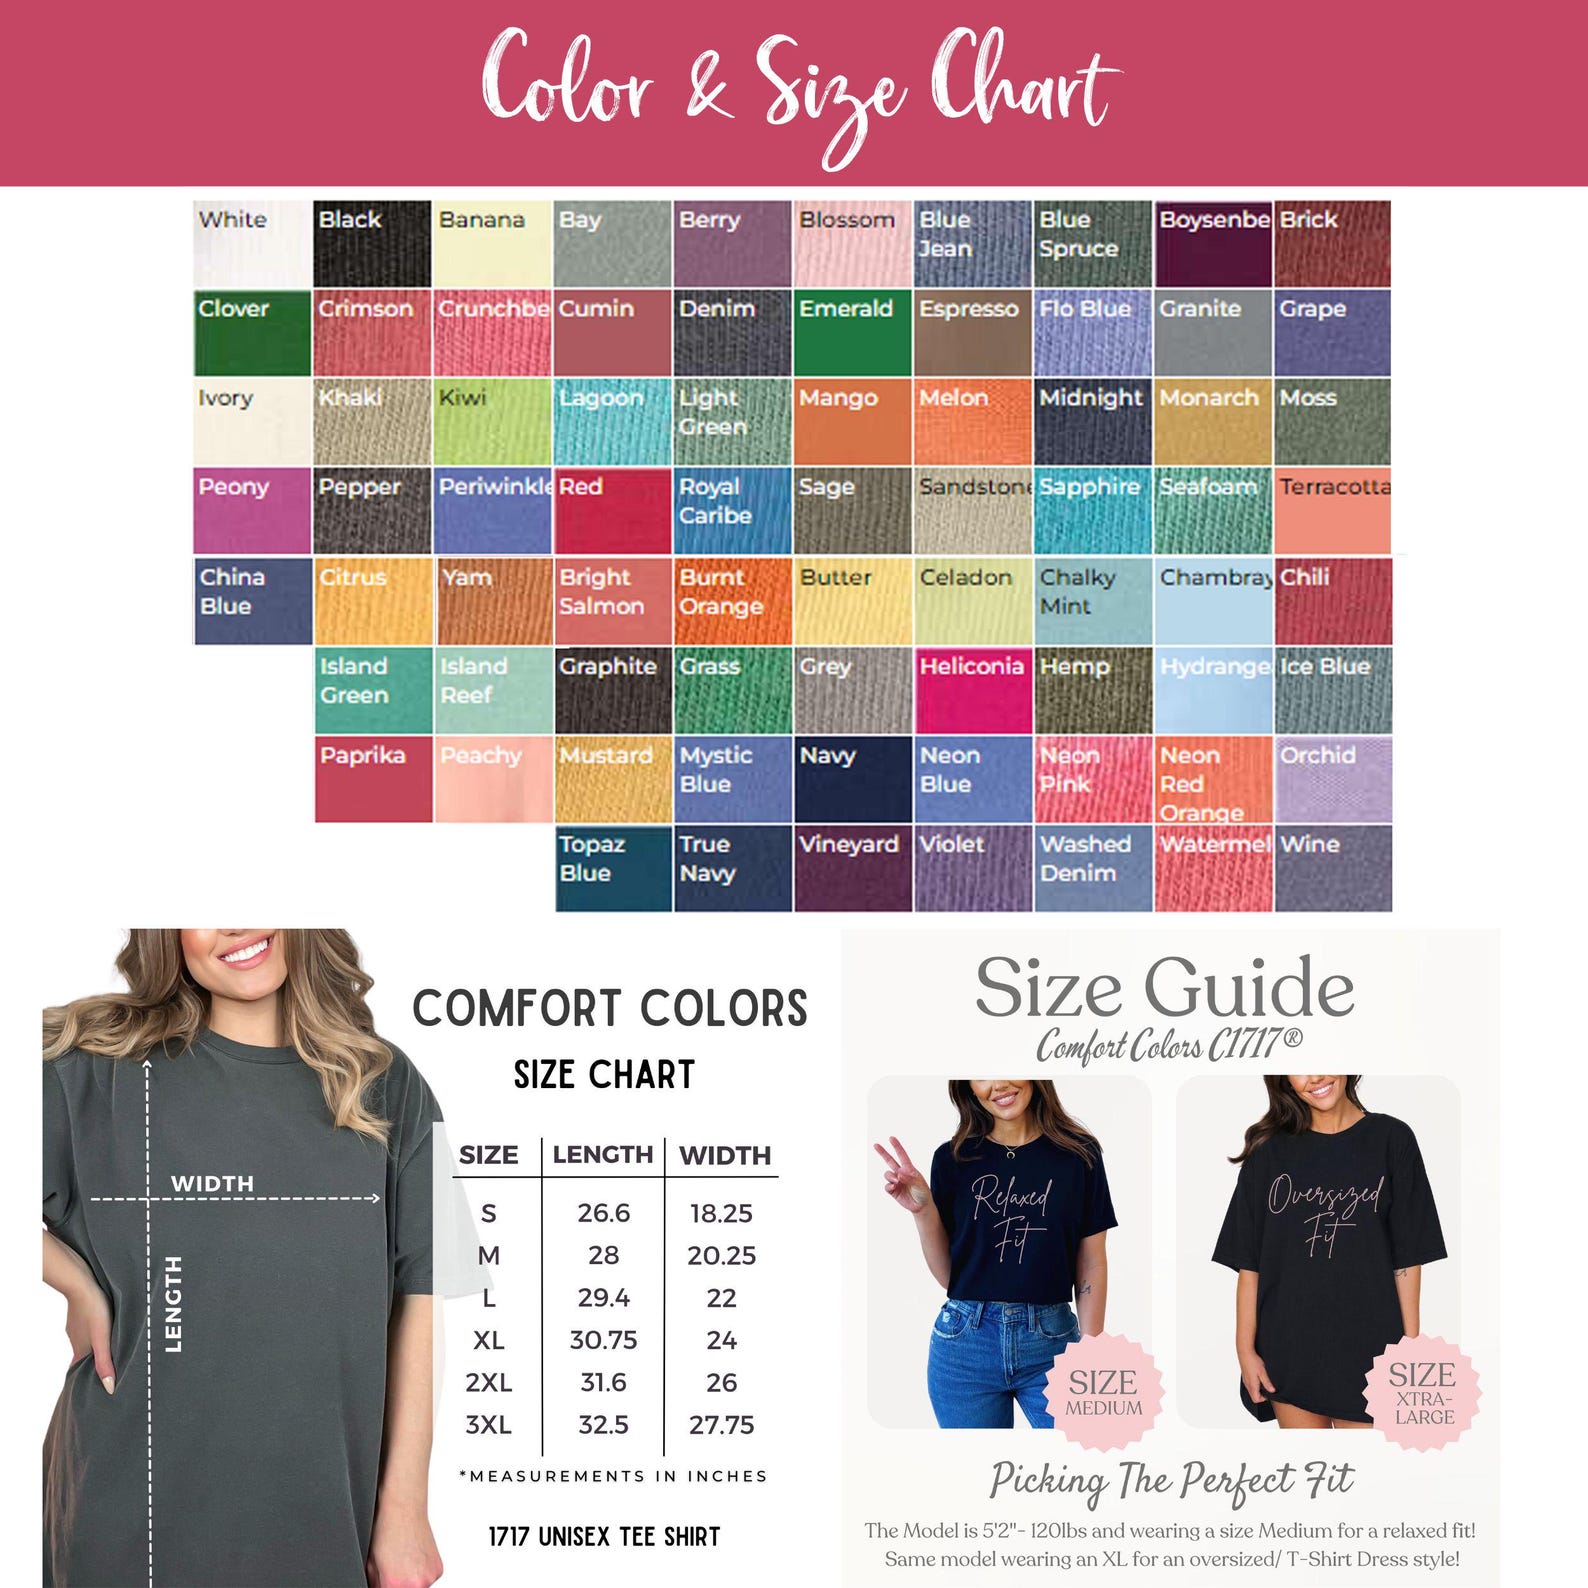 Color & Size Chart
White Black Banana Bay Berry Blossom Blue Jean Blue Spruce Boysenbe Brick
Clover Crimson Crunchbe Cumin Denim Emerald Espresso Flo Blue Granite Grape
Ivory Khaki Kiwi Lagoon Light Green Mango Melon Midnight Monarch Moss
Peony Pepper Periwinkle Red Royal Caribe Sage Sandstone Sapphire Seafoam Terracotta
China Blue Citrus Yam Bright Salmon Burnt Orange Butter Celadon Chalky Mint Chambray Chili
Island Green Island Reef Graphite Grass Grey Heliconia Hemp Hydrange Ice Blue
Paprika Peachy Mustard Mystic Blue Navy Neon Blue Neon Pink Neon Red Orange Orchid
Topaz Blue True Navy Vineyard Violet Washed Denim Watermel Wine
WIDTH
LENGTH
COMFORT COLORS
SIZE CHART
SIZE LENGTH WIDTH
S 26.6 18.25
M 28 20.25
L 29.4 22
XL 30.75 24
2XL 31.6 26
3XL 32.5 27.75
*MEASUREMENTS IN INCHES
1717 UNISEX TEE SHIRT
Size Guide
Comfort Colors C1717®
Relaxed
Fit
SIZE
MEDIUM
Oversized
Fit
SIZE
XTRA-
LARGE
Picking The Perfect Fit
The Model is 5'2"- 120lbs and wearing a size Medium for a relaxed fit!
Same model wearing an XL for an oversized/ T-Shirt Dress style!